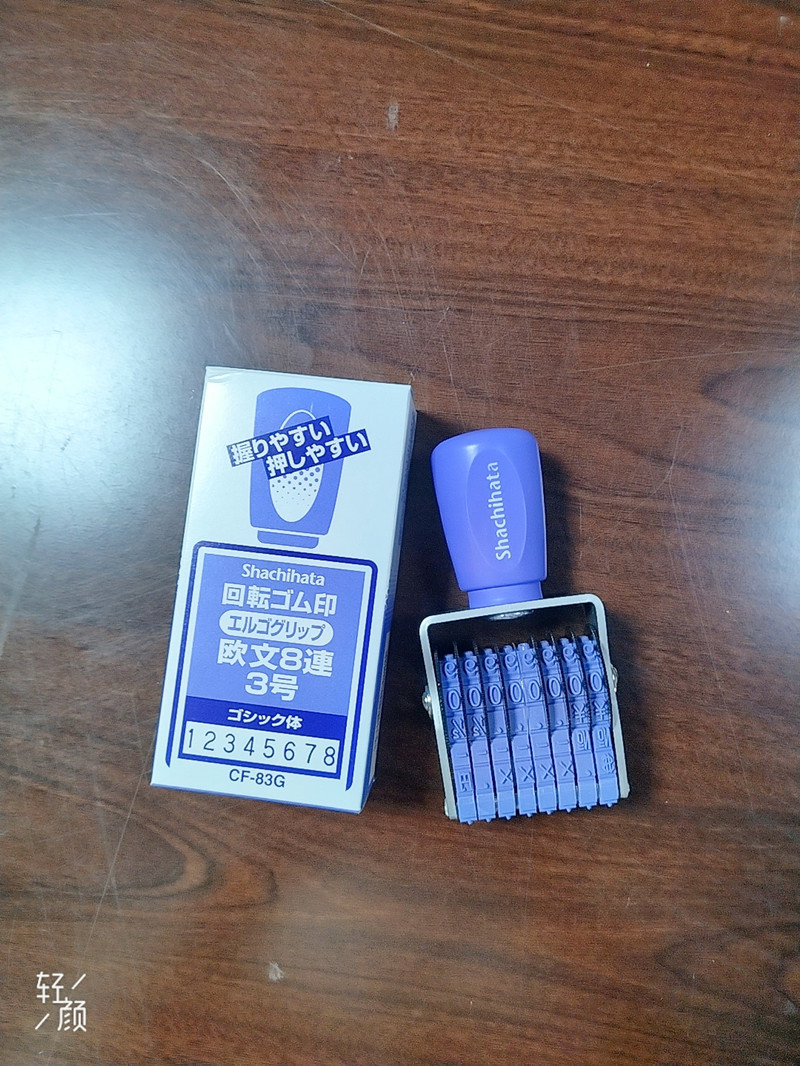 握りやすい
押しやすい
Shachihata
回転ゴム印
エルゴグリップ
欧文8連
3号
ゴシック体
12345678
CF-83G
Shachihata
轻颜